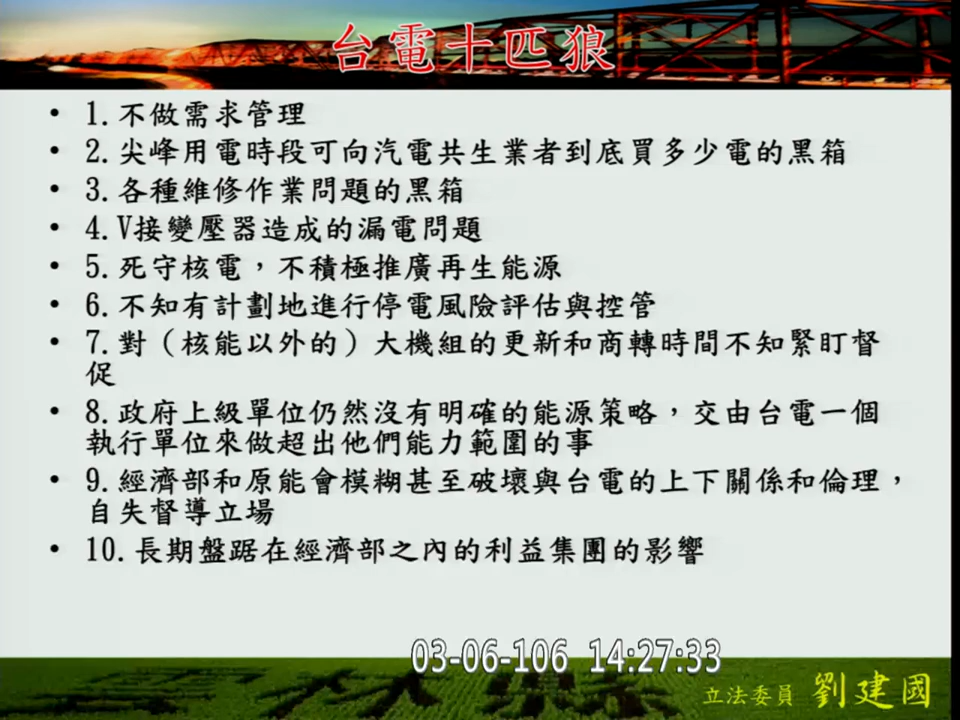 台電十匹狼
• 1.不做需求管理
• 2.尖峰用電時段可向汽電共生業者到底買多少電的黑箱
• 3.各種維修作業問題的黑箱
• 4.V接變壓器造成的漏電問題
• 5.死守核電，不積極推廣再生能源
• 6.不知有計劃地進行停電風險評估與控管
• 7.對（核能以外的）大機組的更新和商轉時間不知緊盯督
促
• 8.政府上級單位仍然沒有明確的能源策略，交由台電一個
執行單位來做超出他們能力範圍的事
• 9.經濟部和原能會模糊甚至破壞與台電的上下關係和倫理，
自失督導立場
• 10.長期盤踞在經濟部之內的利益集團的影響
03-06-106 14:27:33
立法委員 劉建國